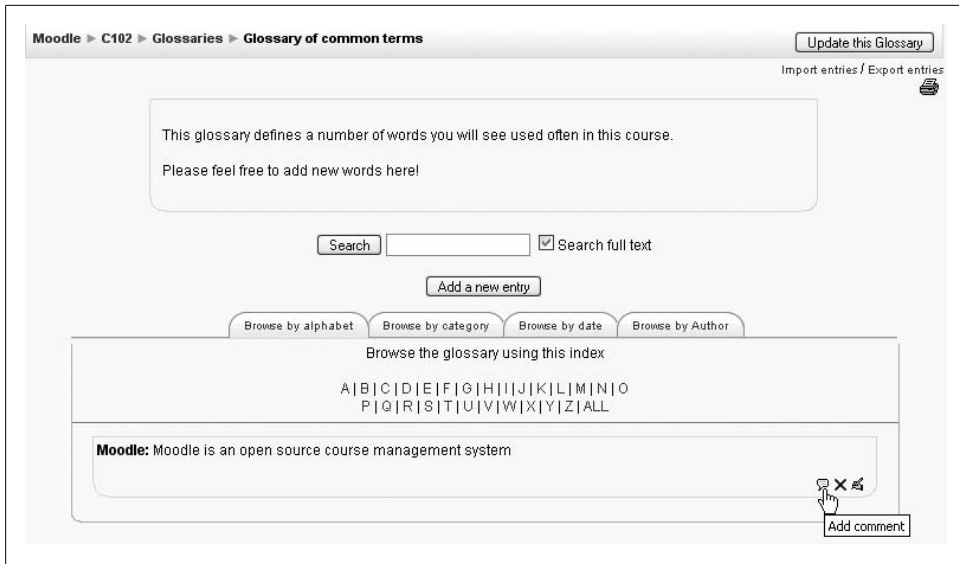 Moodle ► C102 ► Glossaries ► Glossary of common terms
Update this Glossary
Import entries / Export entries
This glossary defines a number of words you will see used often in this course.
Please feel free to add new words here!
Search
Search full text
Add a new entry
Browse by alphabet Browse by category Browse by date Browse by Author
Browse the glossary using this index
A | B | C | D | E | F | G | H | I | J | K | L | M | N | O
P | Q | R | S | T | U | V | W | X | Y | Z | ALL
Moodle: Moodle is an open source course management system
Add comment